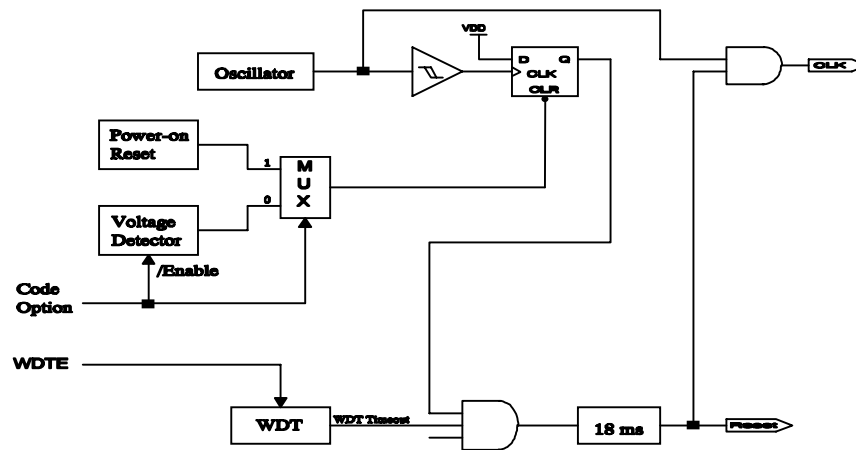 VDD
Oscillator
D Q
CLK
CLR
CLK
Power-on
Reset
1
M
U
X
0
Voltage
Detector
/Enable
Code
Option
WDTE
WDT
WDT Timeout
18 ms
Reset